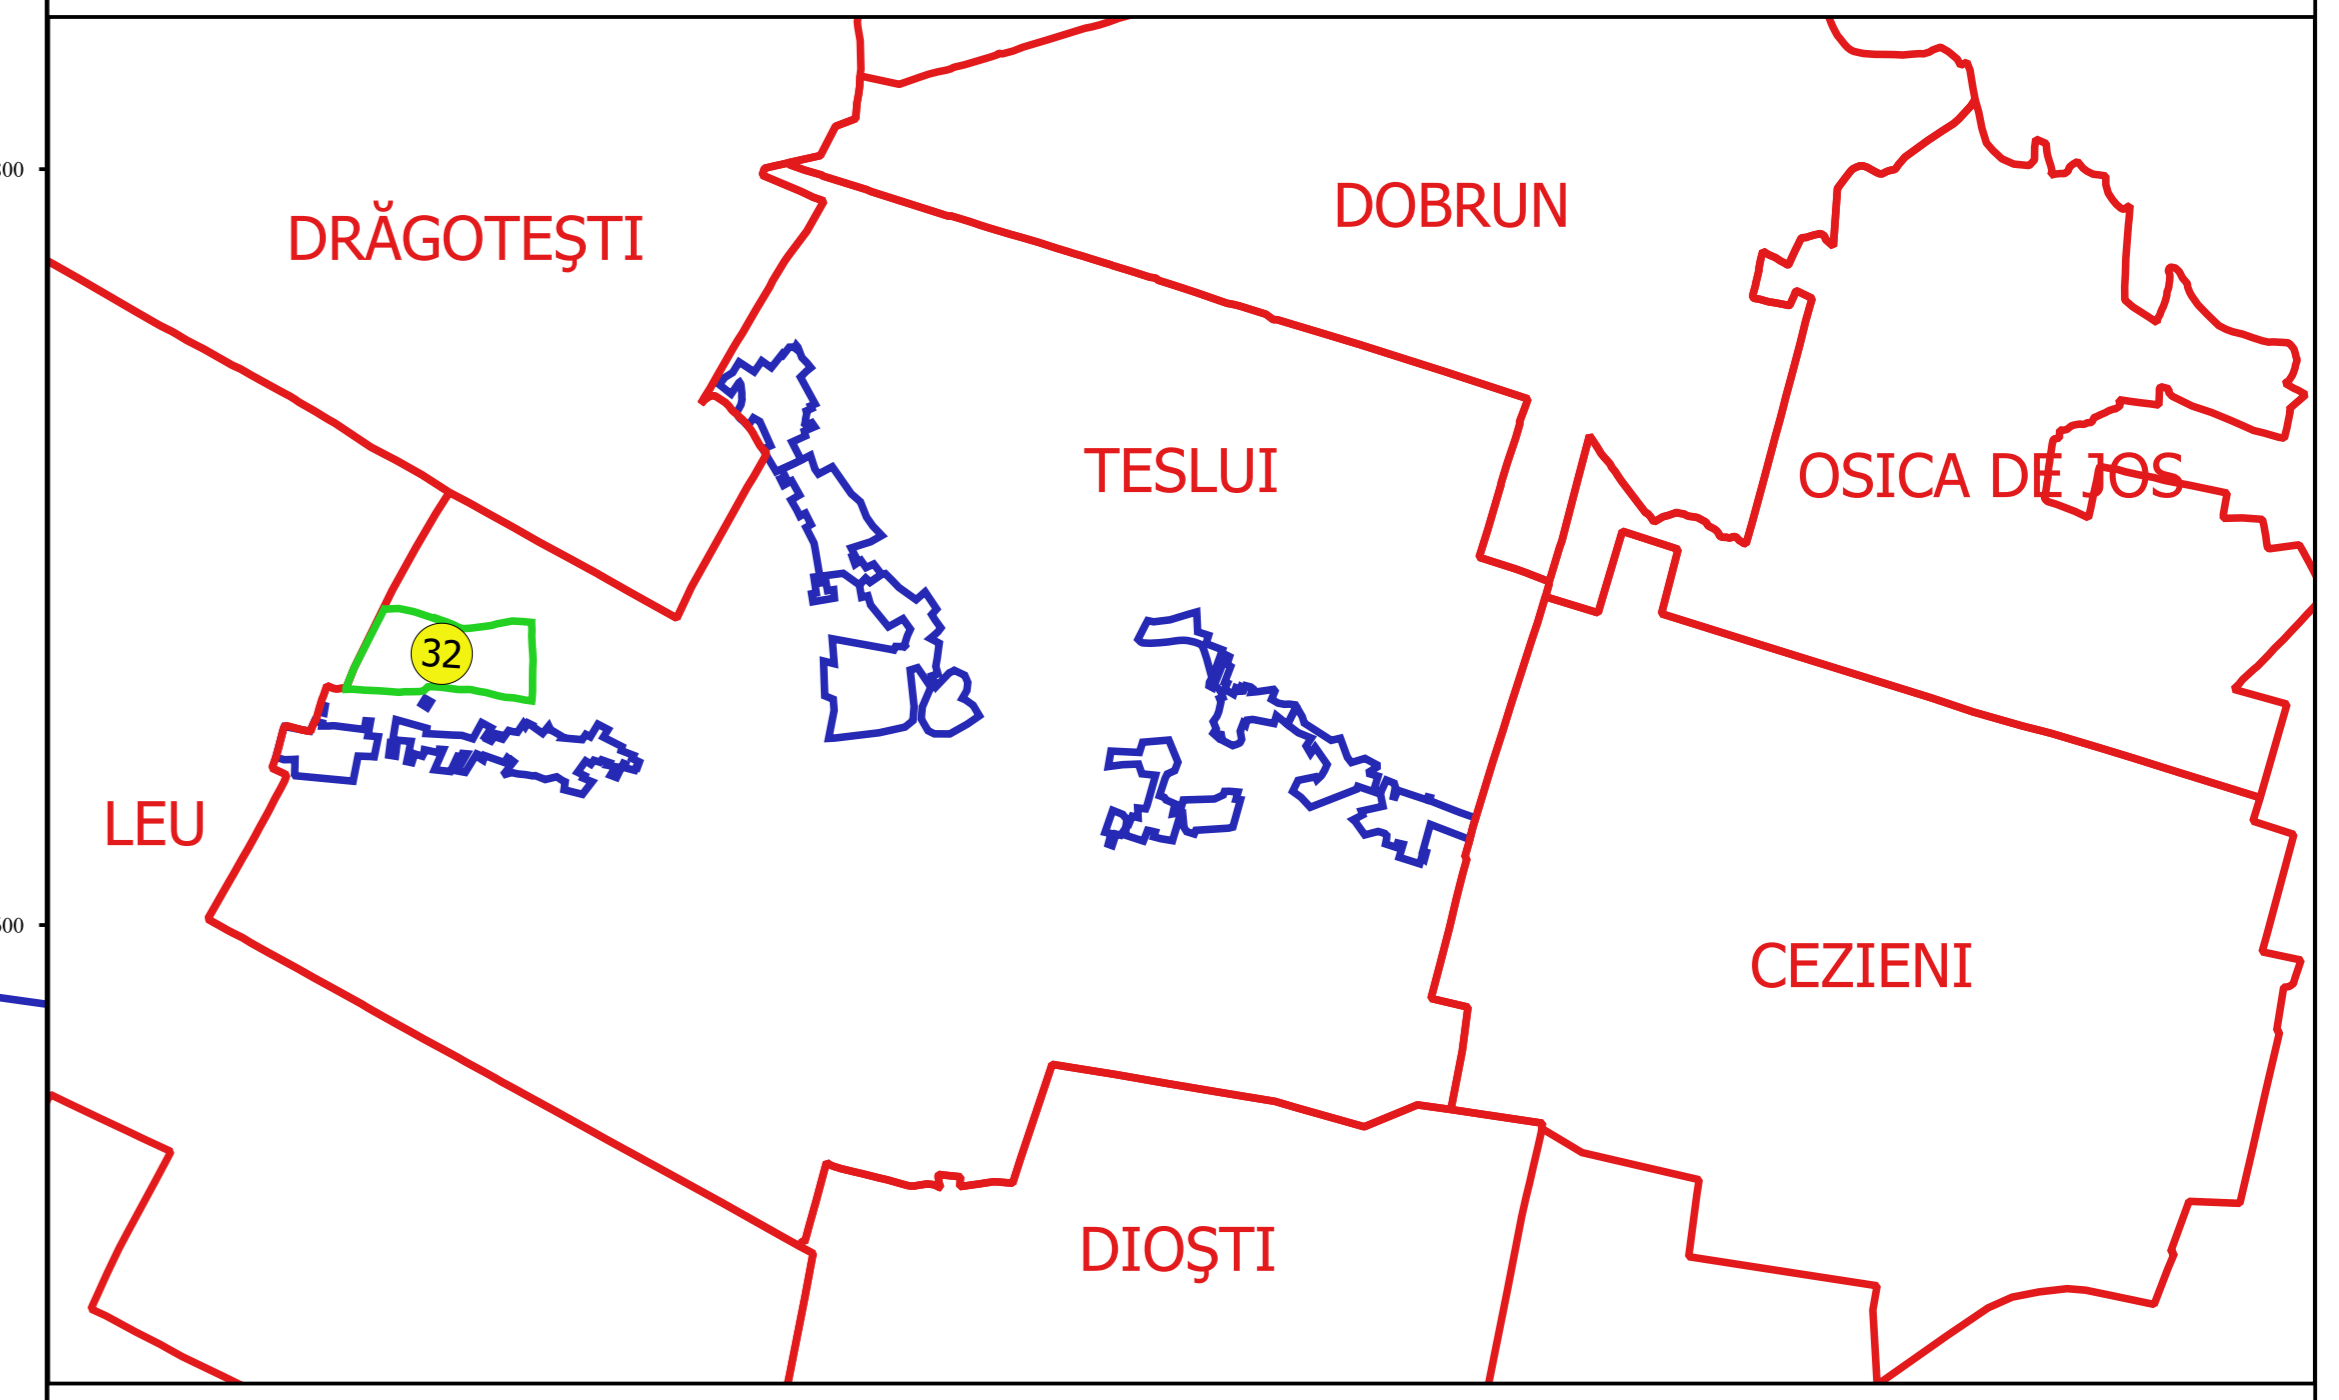 DOBRUN
DRĂGOTEŞTI
TESLUI
OSICA DE JOS
32
LEU
CEZIENI
DIOŞTI